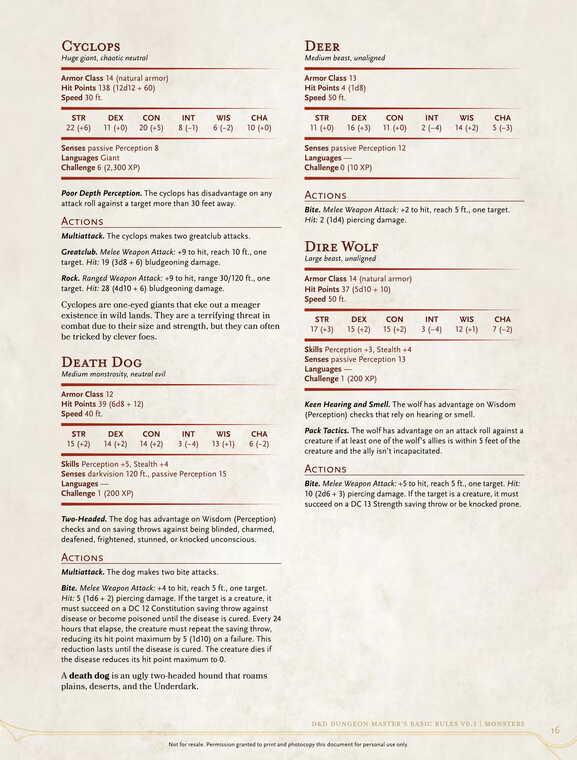 Cyclops
Huge giant, chaotic neutral
Armor Class 14 (natural armor)
Hit Points 138 (12d12 + 60)
Speed 30 ft.
STR DEX CON INT WIS CHA
22 (+6) 11 (+0) 20 (+5) 8 (−1) 6 (−2) 10 (+0)
Senses passive Perception 8
Languages Giant
Challenge 6 (2,300 XP)
Poor Depth Perception. The cyclops has disadvantage on any
attack roll against a target more than 30 feet away.
Actions
Multiattack. The cyclops makes two greatclub attacks.
Greatclub. Melee Weapon Attack: +9 to hit, reach 10 ft., one
target. Hit: 19 (3d8 + 6) bludgeoning damage.
Rock. Ranged Weapon Attack: +9 to hit, range 30/120 ft., one
target. Hit: 28 (4d10 + 6) bludgeoning damage.
Cyclopes are one-eyed giants that eke out a meager
existence in wild lands. They are a terrifying threat in
combat due to their size and strength, but they can often
be tricked by clever foes.
Death Dog
Medium monstrosity, neutral evil
Armor Class 12
Hit Points 39 (6d8 + 12)
Speed 40 ft.
STR DEX CON INT WIS CHA
15 (+2) 14 (+2) 14 (+2) 3 (−4) 13 (+1) 6 (−2)
Skills Perception +5, Stealth +4
Senses darkvision 120 ft., passive Perception 15
Languages —
Challenge 1 (200 XP)
Two-Headed. The dog has advantage on Wisdom (Perception)
checks and on saving throws against being blinded, charmed,
deafened, frightened, stunned, or knocked unconscious.
Actions
Multiattack. The dog makes two bite attacks.
Bite. Melee Weapon Attack: +4 to hit, reach 5 ft., one target.
Hit: 5 (1d6 + 2) piercing damage. If the target is a creature, it
must succeed on a DC 12 Constitution saving throw against
disease or become poisoned until the disease is cured. Every 24
hours that elapse, the creature must repeat the saving throw,
reducing its hit point maximum by 5 (1d10) on a failure. This
reduction lasts until the disease is cured. The creature dies if
the disease reduces its hit point maximum to 0.
A death dog is an ugly two-headed hound that roams
plains, deserts, and the Underdark.
Deer
Medium beast, unaligned
Armor Class 13
Hit Points 4 (1d8)
Speed 50 ft.
STR DEX CON INT WIS CHA
11 (+0) 16 (+3) 11 (+0) 2 (−4) 14 (+2) 5 (−3)
Senses passive Perception 12
Languages —
Challenge 0 (10 XP)
Actions
Bite. Melee Weapon Attack: +2 to hit, reach 5 ft., one target.
Hit: 2 (1d4) piercing damage.
Dire Wolf
Large beast, unaligned
Armor Class 14 (natural armor)
Hit Points 37 (5d10 + 10)
Speed 50 ft.
STR DEX CON INT WIS CHA
17 (+3) 15 (+2) 15 (+2) 3 (−4) 12 (+1) 7 (−2)
Skills Perception +3, Stealth +4
Senses passive Perception 13
Languages —
Challenge 1 (200 XP)
Keen Hearing and Smell. The wolf has advantage on Wisdom
(Perception) checks that rely on hearing or smell.
Pack Tactics. The wolf has advantage on an attack roll against a
creature if at least one of the wolf's allies is within 5 feet of the
creature and the ally isn't incapacitated.
Actions
Bite. Melee Weapon Attack: +5 to hit, reach 5 ft., one target. Hit:
10 (2d6 + 3) piercing damage. If the target is a creature, it must
succeed on a DC 13 Strength saving throw or be knocked prone.
D&D Dungeon Master's Basic Rules v0.3 | Monsters
16
Not for resale. Permission granted to print and photocopy this document for personal use only.